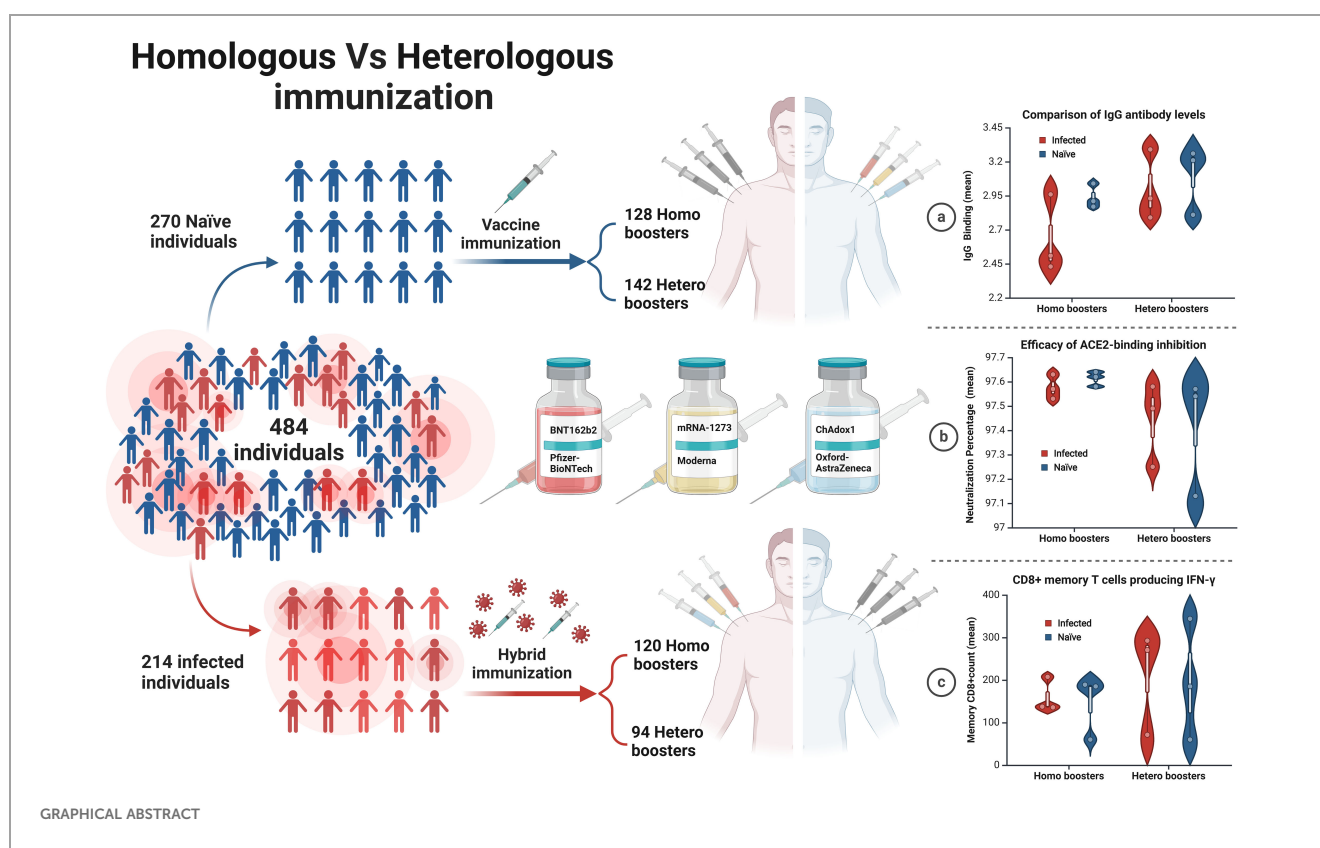 Homologous Vs Heterologous
immunization
270 Naïve
individuals
Vaccine
immunization
128 Homo
boosters
142 Hetero
boosters
484
individuals
BNT162b2
Pfizer-
BioNTech
mRNA-1273
Moderna
ChAdox1
Oxford-
AstraZeneca
214 infected
individuals
Hybrid
immunization
120 Homo
boosters
94 Hetero
boosters
a
Comparison of IgG antibody levels
IgG Binding (mean)
3.45
3.2
2.95
2.7
2.45
2.2
Infected
Naïve
Homo boosters
Hetero boosters
b
Efficacy of ACE2-binding inhibition
Neutralization Percentage (mean)
97.7
97.6
97.5
97.4
97.3
97.2
97.1
97
Infected
Naïve
Homo boosters
Hetero boosters
c
CD8+ memory T cells producing IFN-γ
Memory CD8+count (mean)
400
300
200
100
0
Infected
Naïve
Homo boosters
Hetero boosters
GRAPHICAL ABSTRACT